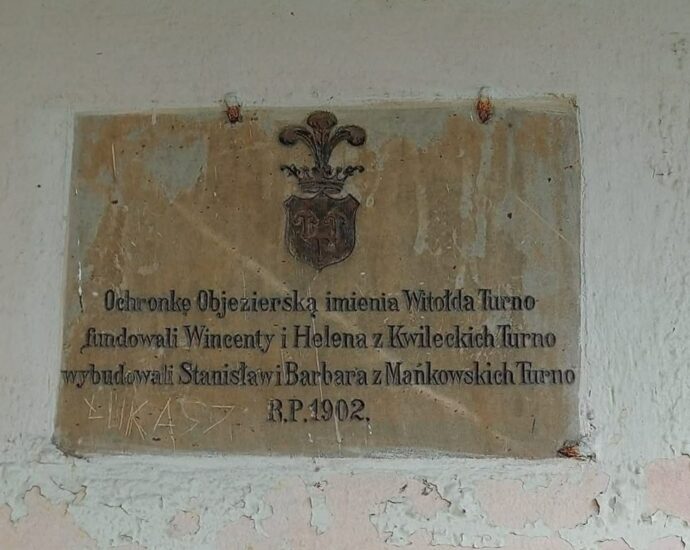 Ochronkę Objezierską imienia Witołda Turno
fundowali Wincenty i Helena z Kwileckich Turno
wybudowali Stanisław i Barbara z Mańkowskich Turno
R.P. 1902.
ŁUKASZ